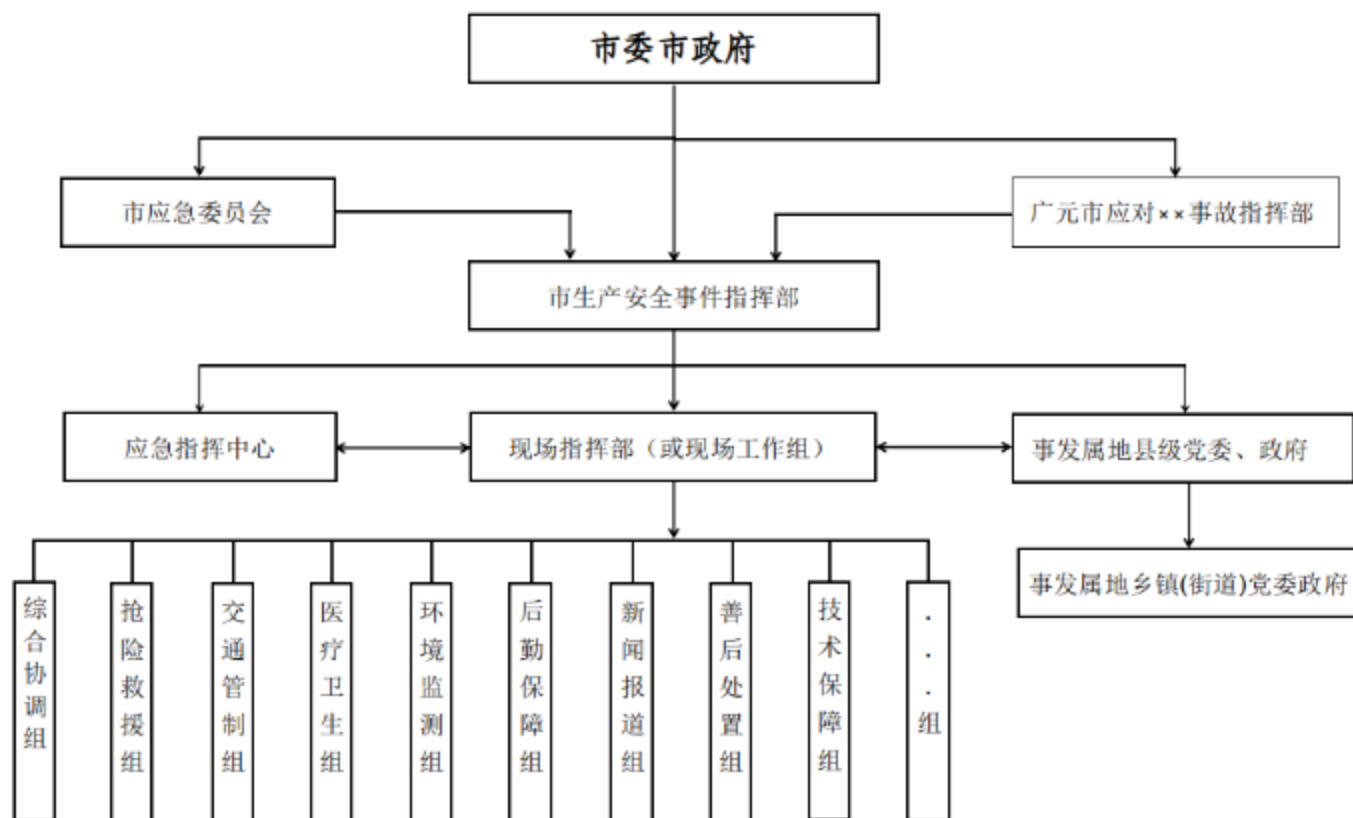 市委市政府
市应急委员会
广元市应对××事故指挥部
市生产安全事件指挥部
应急指挥中心
现场指挥部（或现场工作组）
事发属地县级党委、政府
事发属地乡镇(街道)党委政府
综合协调组
抢险救援组
交通管制组
医疗卫生组
环境监测组
后勤保障组
新闻报道组
善后处置组
技术保障组
...组